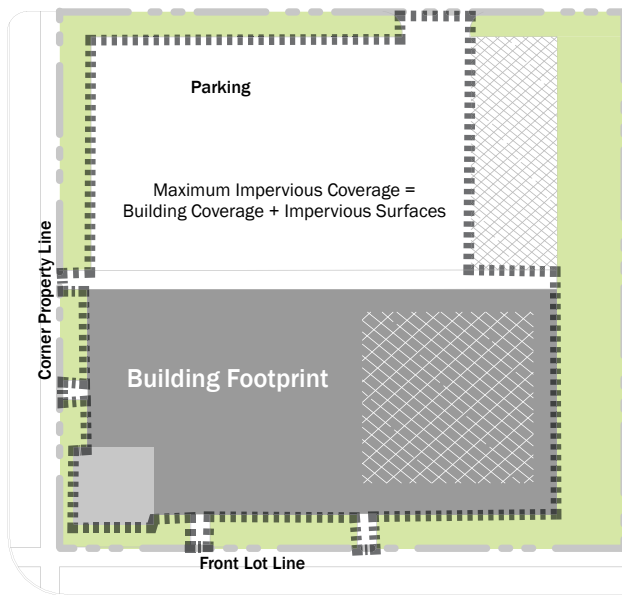 Parking
Maximum Impervious Coverage =
Building Coverage + Impervious Surfaces
Corner Property Line
Building Footprint
Front Lot Line